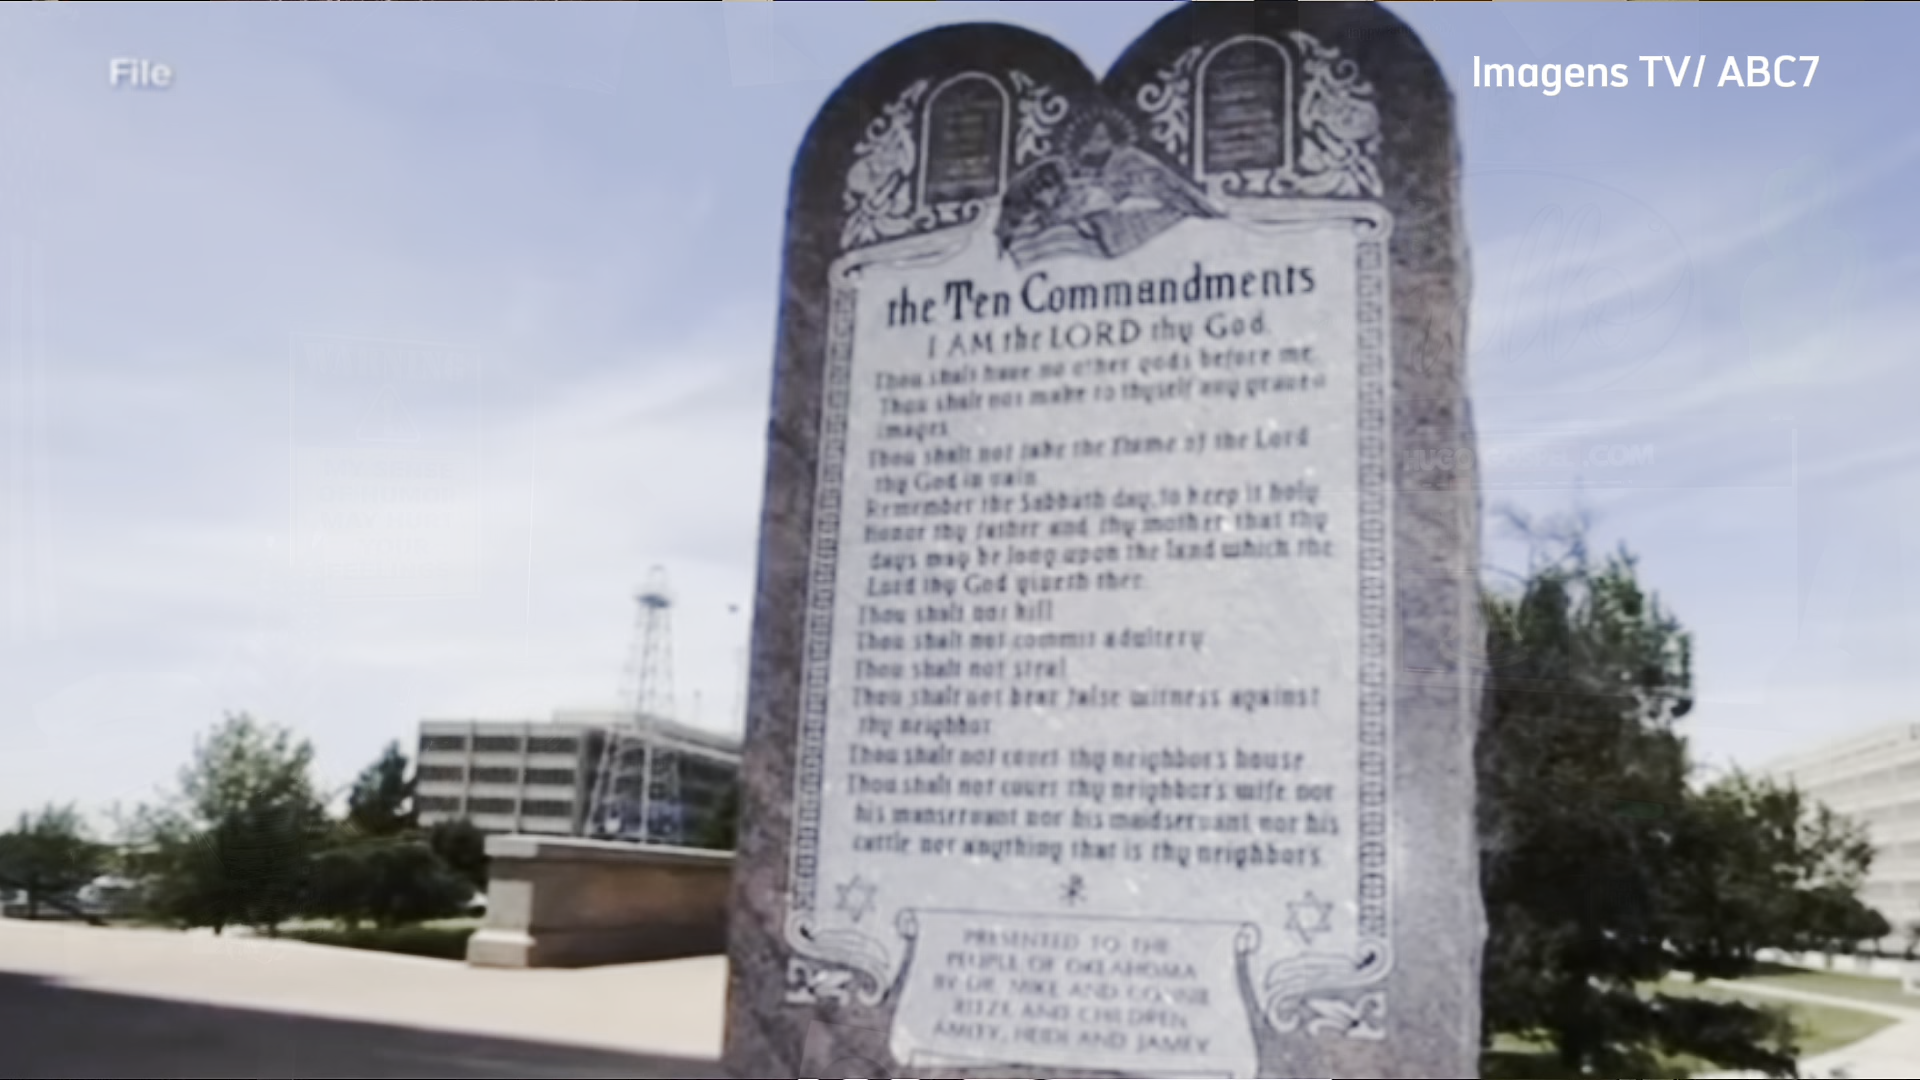 File
Imagens TV/ ABC7
the Ten Commandments
I AM the LORD thy God.
Thou shalt have no other gods before me.
Thou shalt not make to thyself any graven
images.
Thou shalt not take the Name of the Lord
thy God in vain.
Remember the Sabbath day, to keep it holy.
Honor thy father and thy mother, that thy
days may be long upon the land which the
Lord thy God giveth thee.
Thou shalt not kill.
Thou shalt not commit adultery.
Thou shalt not steal.
Thou shalt not bear false witness against
thy neighbor.
Thou shalt not covet thy neighbor's house.
Thou shalt not covet thy neighbor's wife, nor
his manservant, nor his maidservant, nor his
cattle, nor anything that is thy neighbor's.
PRESENTED TO THE
PEOPLE OF OKLAHOMA
BY DR. MIKE AND CONNIE
RITZE AND CHILDREN
AMITY, HEIDI AND JAMEY